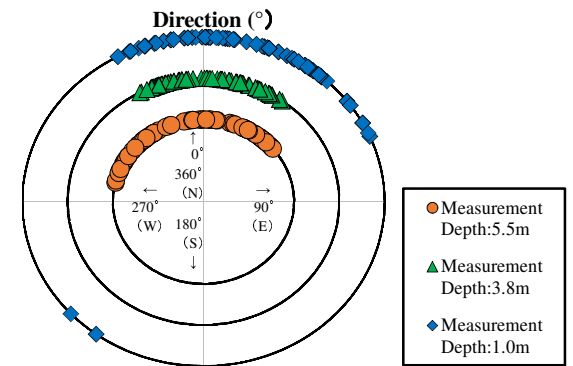 Direction (°)
↑
0°
360°
(N)
← →
270° 90°
(W) 180° (E)
(S)
↓
Measurement
Depth:5.5m
Measurement
Depth:3.8m
Measurement
Depth:1.0m